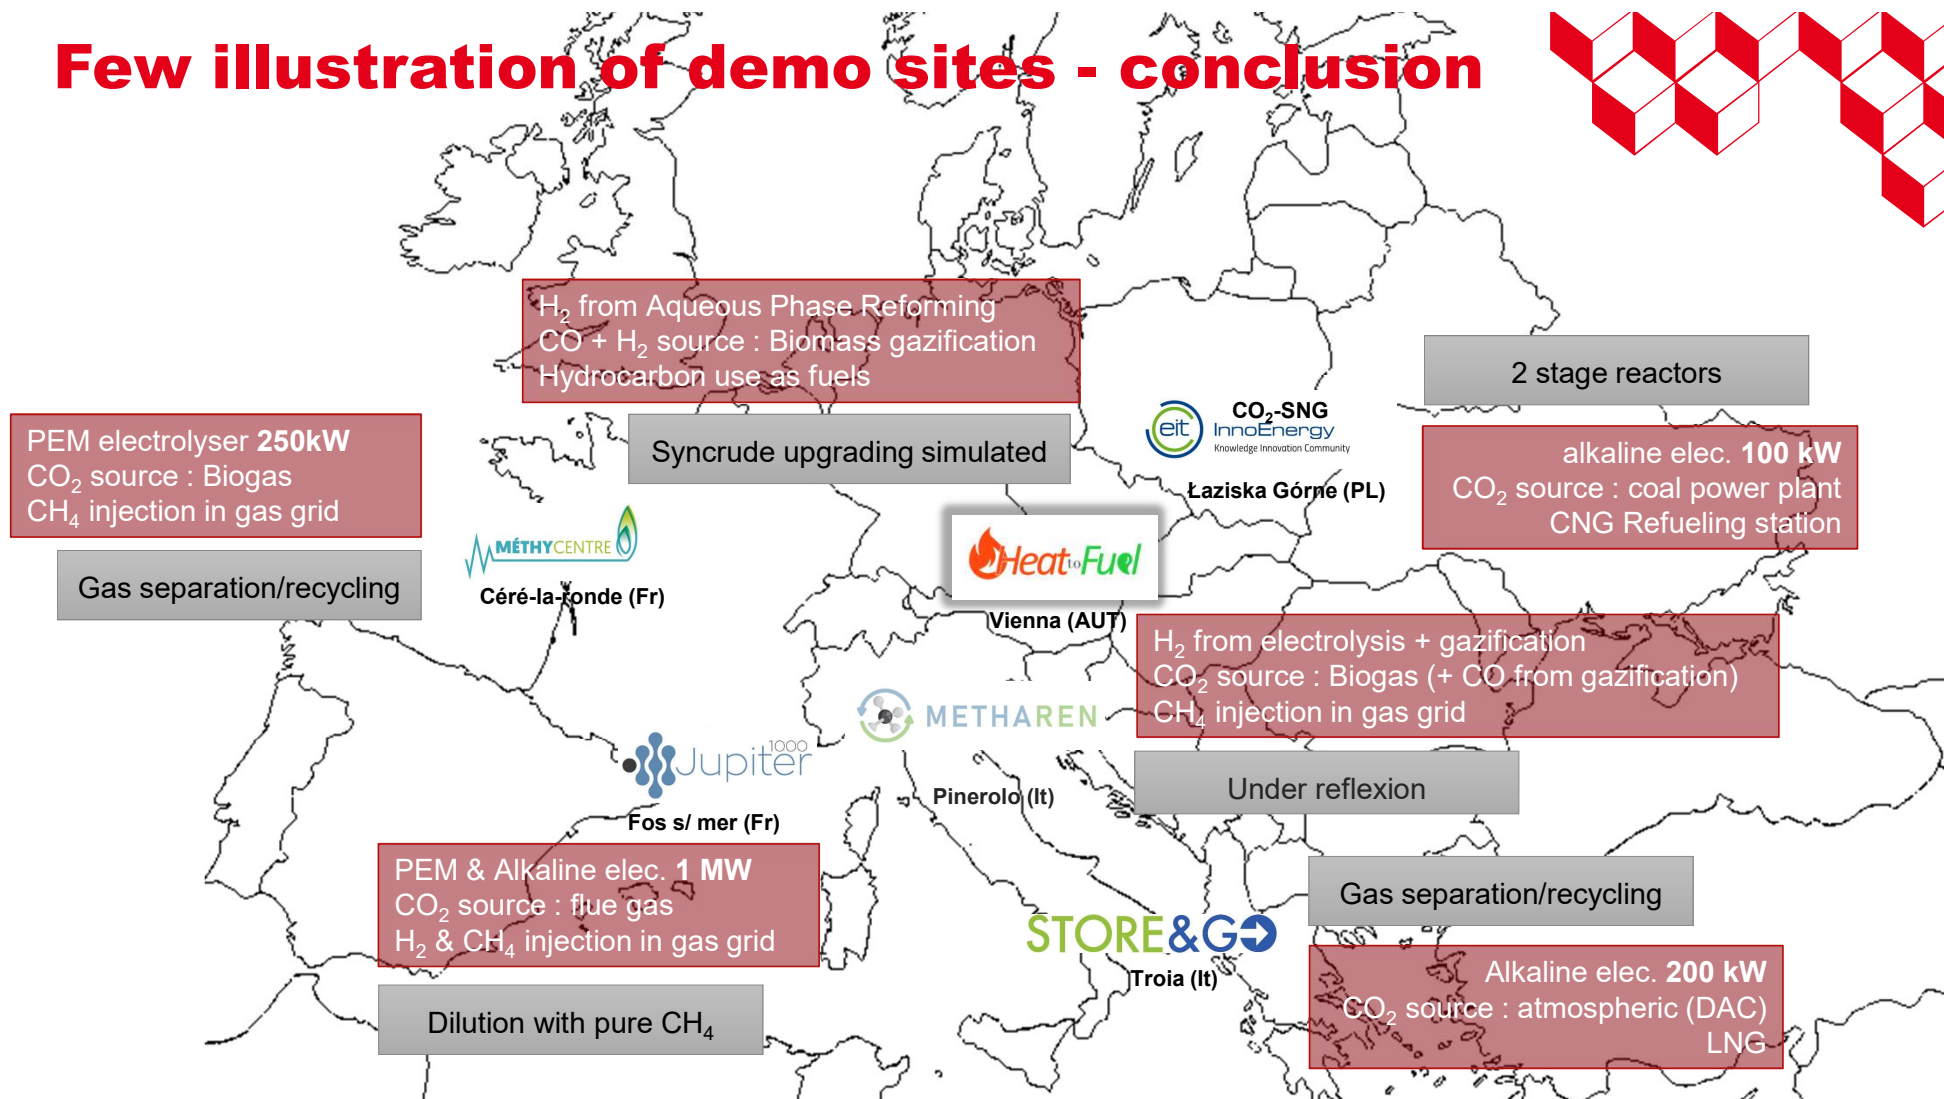 Few illustration of demo sites - conclusion
H2 from Aqueous Phase Reforming
CO + H2 source : Biomass gazification
Hydrocarbon use as fuels
Syncrude upgrading simulated
2 stage reactors
CO2-SNG
eit InnoEnergy
Knowledge Innovation Community
Łaziska Górne (PL)
alkaline elec. 100 kW
CO2 source : coal power plant
CNG Refueling station
PEM electrolyser 250kW
CO2 source : Biogas
CH4 injection in gas grid
Gas separation/recycling
MÉTHYCENTRE
Céré-la-ronde (Fr)
Heat to Fuel
Vienna (AUT)
H2 from electrolysis + gazification
CO2 source : Biogas (+ CO from gazification)
CH4 injection in gas grid
METHAREN
Pinerolo (It)
Under reflexion
Jupiter 1000
Fos s/ mer (Fr)
PEM & Alkaline elec. 1 MW
CO2 source : flue gas
H2 & CH4 injection in gas grid
Dilution with pure CH4
STORE&GO
Troia (It)
Gas separation/recycling
Alkaline elec. 200 kW
CO2 source : atmospheric (DAC)
LNG